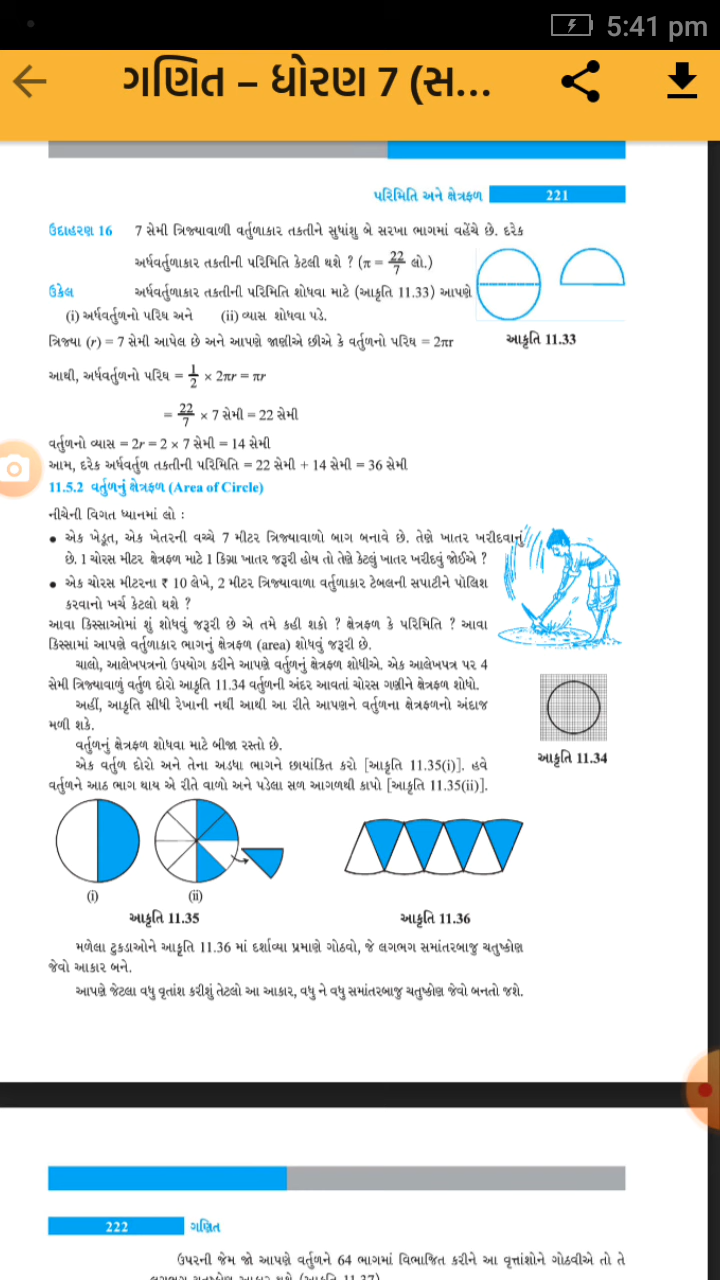 5:41 pm
ગણિત – ધોરણ 7 (સ...
પરિમિતિ અને ક્ષેત્રફળ 221
ઉદાહરણ 16 7 સેમી ત્રિજ્યાવાળી વર્તુળાકાર તકતીને સુધાંશુ બે સરખા ભાગમાં વહેંચે છે. દરેક
અર્ધવર્તુળાકાર તકતીની પરિમિતિ કેટલી થશે ? (π = 22/7 લો.)
ઉકેલ અર્ધવર્તુળાકાર તકતીની પરિમિતિ શોધવા માટે (આકૃતિ 11.33) આપણે
(i) અર્ધવર્તુળનો પરિઘ અને (ii) વ્યાસ શોધવા પડે.
ત્રિજ્યા (r) = 7 સેમી આપેલ છે અને આપણે જાણીએ છીએ કે વર્તુળનો પરિઘ = 2πr
આકૃતિ 11.33
આથી, અર્ધવર્તુળનો પરિઘ = 1/2 × 2πr = πr
= 22/7 × 7 સેમી = 22 સેમી
વર્તુળનો વ્યાસ = 2r = 2 × 7 સેમી = 14 સેમી
આમ, દરેક અર્ધવર્તુળ તકતીની પરિમિતિ = 22 સેમી + 14 સેમી = 36 સેમી
11.5.2 વર્તુળનું ક્ષેત્રફળ (Area of Circle)
નીચેની વિગત ધ્યાનમાં લો :
• એક ખેડૂત, એક ખેતરની વચ્ચે 7 મીટર ત્રિજ્યાવાળો બાગ બનાવે છે. તેણે ખાતર ખરીદવાનું
છે. 1 ચોરસ મીટર ક્ષેત્રફળ માટે 1 કિગ્રા ખાતર જરૂરી હોય તો તેણે કેટલું ખાતર ખરીદવું જોઈએ ?
• એક ચોરસ મીટરના ₹ 10 લેખે, 2 મીટર ત્રિજ્યાવાળા વર્તુળાકાર ટેબલની સપાટીને પોલિશ
કરવાનો ખર્ચ કેટલો થશે ?
આવા કિસ્સાઓમાં શું શોધવું જરૂરી છે એ તમે કહી શકો ? ક્ષેત્રફળ કે પરિમિતિ ? આવા
કિસ્સામાં આપણે વર્તુળાકાર ભાગનું ક્ષેત્રફળ (area) શોધવું જરૂરી છે.
ચાલો, આલેખપત્રનો ઉપયોગ કરીને આપણે વર્તુળનું ક્ષેત્રફળ શોધીએ. એક આલેખપત્ર પર 4
સેમી ત્રિજ્યાવાળું વર્તુળ દોરો આકૃતિ 11.34 વર્તુળની અંદર આવતાં ચોરસ ગણીને ક્ષેત્રફળ શોધો.
અહીં, આકૃતિ સીધી રેખાની નથી આથી આ રીતે આપણને વર્તુળના ક્ષેત્રફળનો અંદાજ
મળી શકે.
વર્તુળનું ક્ષેત્રફળ શોધવા માટે બીજા રસ્તો છે.
આકૃતિ 11.34
એક વર્તુળ દોરો અને તેના અડધા ભાગને છાયાંકિત કરો [આકૃતિ 11.35(i)]. હવે
વર્તુળને આઠ ભાગ થાય એ રીતે વાળો અને પડેલા સળ આગળથી કાપો [આકૃતિ 11.35(ii)].
(i) (ii)
આકૃતિ 11.35 આકૃતિ 11.36
મળેલા ટુકડાઓને આકૃતિ 11.36 માં દર્શાવ્યા પ્રમાણે ગોઠવો, જે લગભગ સમાંતરબાજુ ચતુષ્કોણ
જેવો આકાર બને.
આપણે જેટલા વધુ વૃતાંશ કરીશું તેટલો આ આકાર, વધુ ને વધુ સમાંતરબાજુ ચતુષ્કોણ જેવો બનતો જશે.
222 ગણિત
ઉપરની જેમ જો આપણે વર્તુળને 64 ભાગમાં વિભાજિત કરીને આ વૃત્તાંશોને ગોઠવીએ તો તે